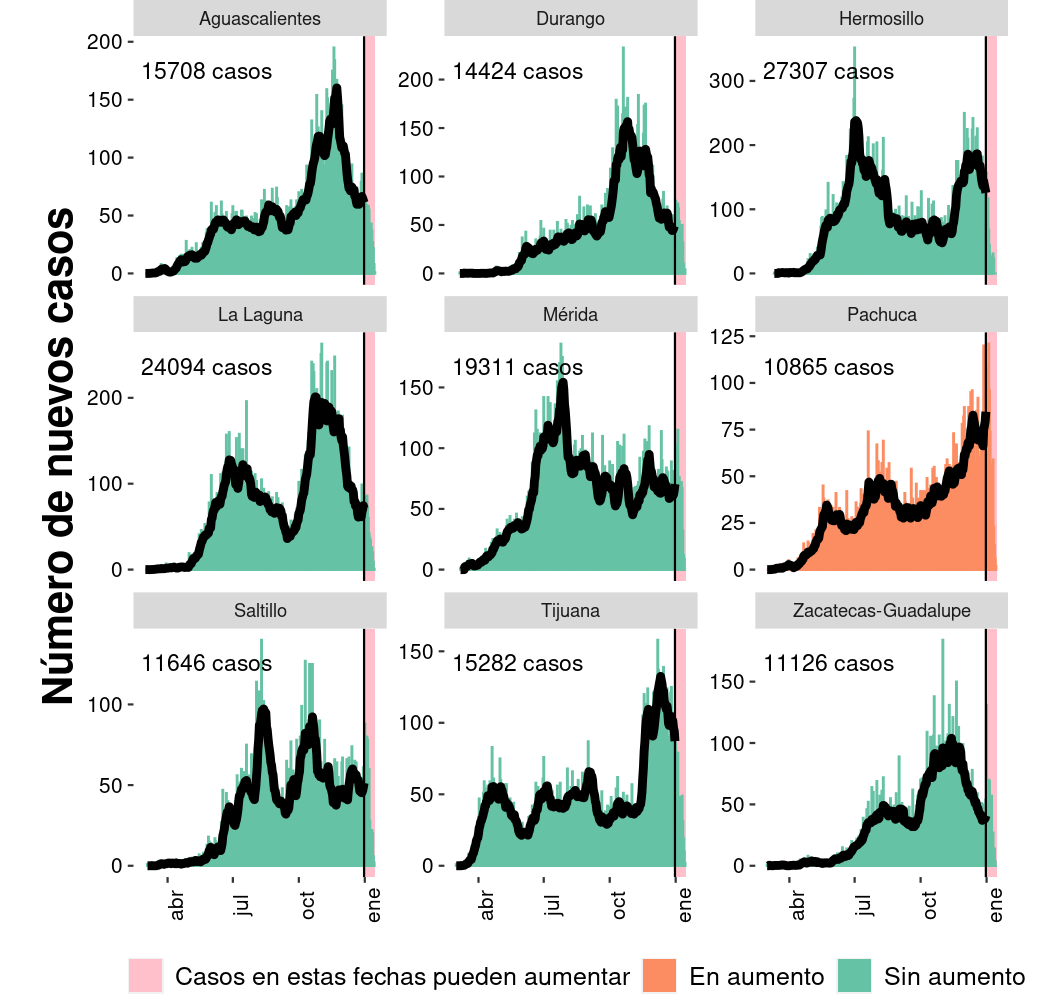 Número de nuevos casos
Aguascalientes
Durango
Hermosillo
200
150
100
50
0
15708 casos
200
150
100
50
0
14424 casos
300
200
100
0
27307 casos
La Laguna
Mérida
Pachuca
200
100
0
24094 casos
150
100
50
0
19311 casos
125
100
75
50
25
0
10865 casos
Saltillo
Tijuana
Zacatecas-Guadalupe
100
50
0
11646 casos
150
100
50
0
15282 casos
150
100
50
0
11126 casos
abr jul oct ene
abr jul oct ene
abr jul oct ene
Casos en estas fechas pueden aumentar En aumento Sin aumento